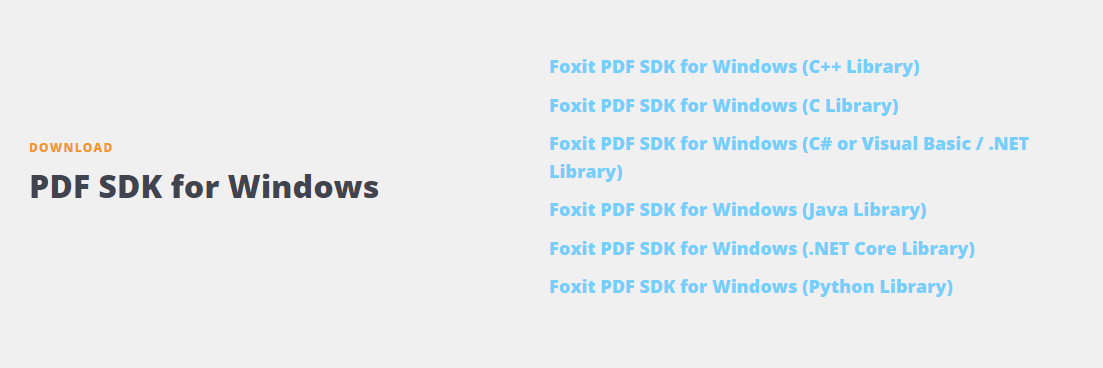 DOWNLOAD
PDF SDK for Windows
Foxit PDF SDK for Windows (C++ Library)
Foxit PDF SDK for Windows (C Library)
Foxit PDF SDK for Windows (C# or Visual Basic / .NET
Library)
Foxit PDF SDK for Windows (Java Library)
Foxit PDF SDK for Windows (.NET Core Library)
Foxit PDF SDK for Windows (Python Library)